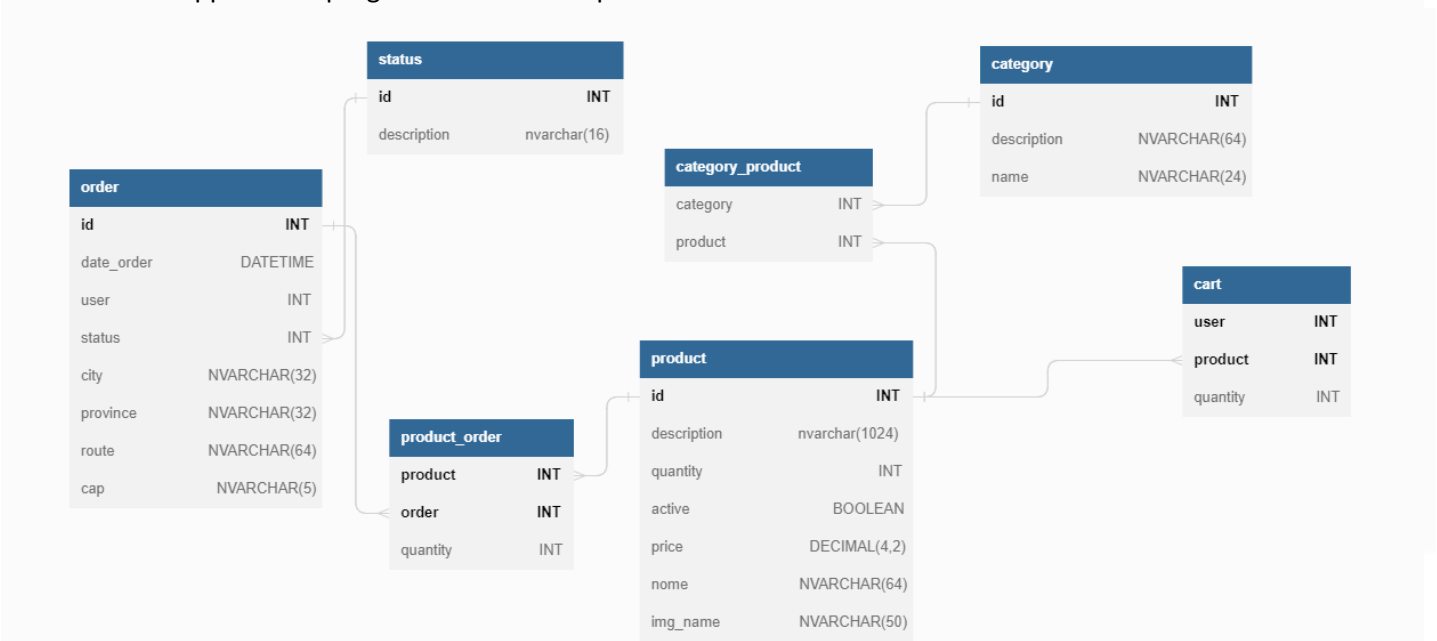 status
id INT
description nvarchar(16)
category
id INT
description NVARCHAR(64)
name NVARCHAR(24)
category_product
category INT
product INT
order
id INT
date_order DATETIME
user INT
status INT
city NVARCHAR(32)
province NVARCHAR(32)
route NVARCHAR(64)
cap NVARCHAR(5)
cart
user INT
product INT
quantity INT
product
id INT
description nvarchar(1024)
quantity INT
active BOOLEAN
price DECIMAL(4,2)
nome NVARCHAR(64)
img_name NVARCHAR(50)
product_order
product INT
order INT
quantity INT